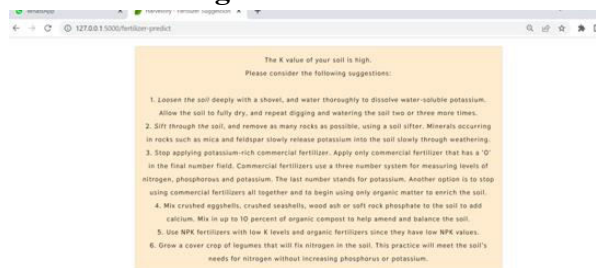 WhatsApp
Harvestify - Fertilizer Suggestion
127.0.0.1:5000/fertilizer-predict
The K value of your soil is high.
Please consider the following suggestions:
1. Loosen the soil deeply with a shovel, and water thoroughly to dissolve water-soluble potassium.
Allow the soil to fully dry, and repeat digging and watering the soil two or three more times.
2. Sift through the soil, and remove as many rocks as possible, using a soil sifter. Minerals occurring
in rocks such as mica and feldspar slowly release potassium into the soil slowly through weathering.
3. Stop applying potassium-rich commercial fertilizer. Apply only commercial fertilizer that has a '0'
in the final number field. Commercial fertilizers use a three number system for measuring levels of
nitrogen, phosphorous and potassium. The last number stands for potassium. Another option is to stop
using commercial fertilizers all together and to begin using only organic matter to enrich the soil.
4. Mix crushed eggshells, crushed seashells, wood ash or soft rock phosphate to the soil to add
calcium. Mix in up to 10 percent of organic compost to help amend and balance the soil.
5. Use NPK fertilizers with low K levels and organic fertilizers since they have low NPK values.
6. Grow a cover crop of legumes that will fix nitrogen in the soil. This practice will meet the soil's
needs for nitrogen without increasing phosphorus or potassium.